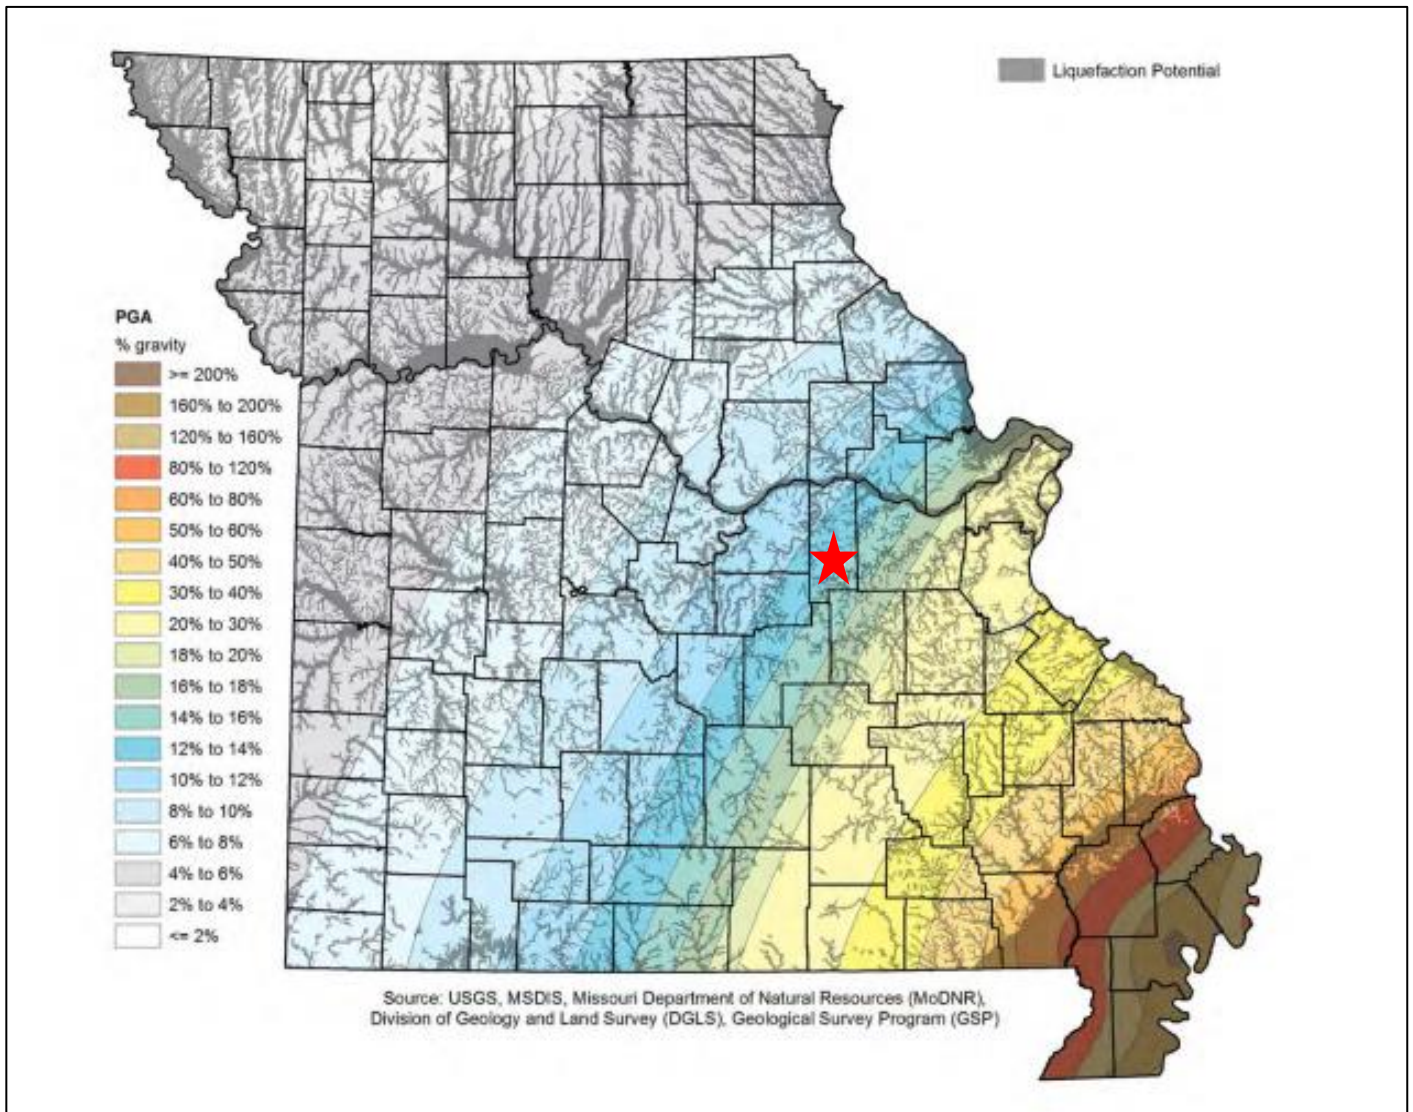 Liquefaction Potential
PGA
% gravity
>= 200%
160% to 200%
120% to 160%
80% to 120%
60% to 80%
50% to 60%
40% to 50%
30% to 40%
20% to 30%
18% to 20%
16% to 18%
14% to 16%
12% to 14%
10% to 12%
8% to 10%
6% to 8%
4% to 6%
2% to 4%
<= 2%
Source: USGS, MSDIS, Missouri Department of Natural Resources (MoDNR),
Division of Geology and Land Survey (DGLS), Geological Survey Program (GSP)